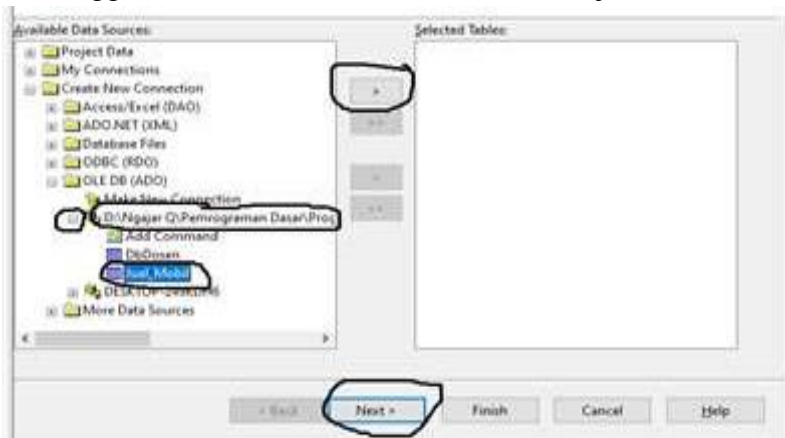 Available Data Sources:
Selected Tables:
Project Data
My Connections
Create New Connection
Access/Excel (DAO)
ADO.NET (XML)
Database Files
ODBC (RDO)
OLE DB (ADO)
Make New Connection
D:\Ngajar Q\Pemrograman Dasar\Prog
Add Command
DbDosen
Jual_Mobil
More Data Sources
>
>>
<
<<
< Back
Next >
Finish
Cancel
Help